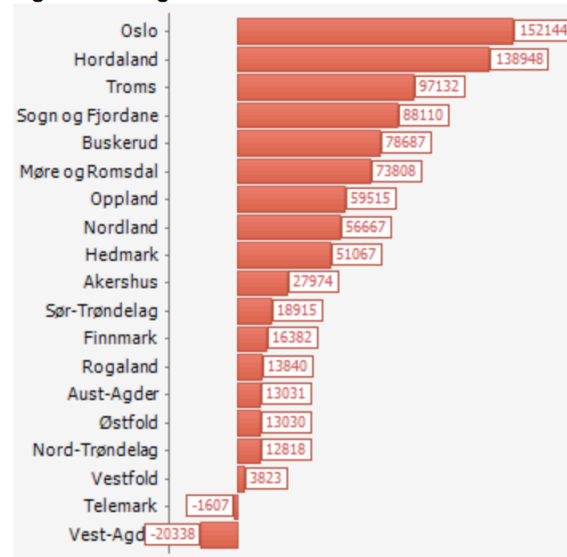 Oslo 152144
Hordaland 138948
Troms 97132
Sogn og Fjordane 88110
Buskerud 78687
Møre og Romsdal 73808
Oppland 59515
Nordland 56667
Hedmark 51067
Akershus 27974
Sør-Trøndelag 18915
Finnmark 16382
Rogaland 13840
Aust-Agder 13031
Østfold 13030
Nord-Trøndelag 12818
Vestfold 3823
Telemark -1607
Vest-Agd -20338